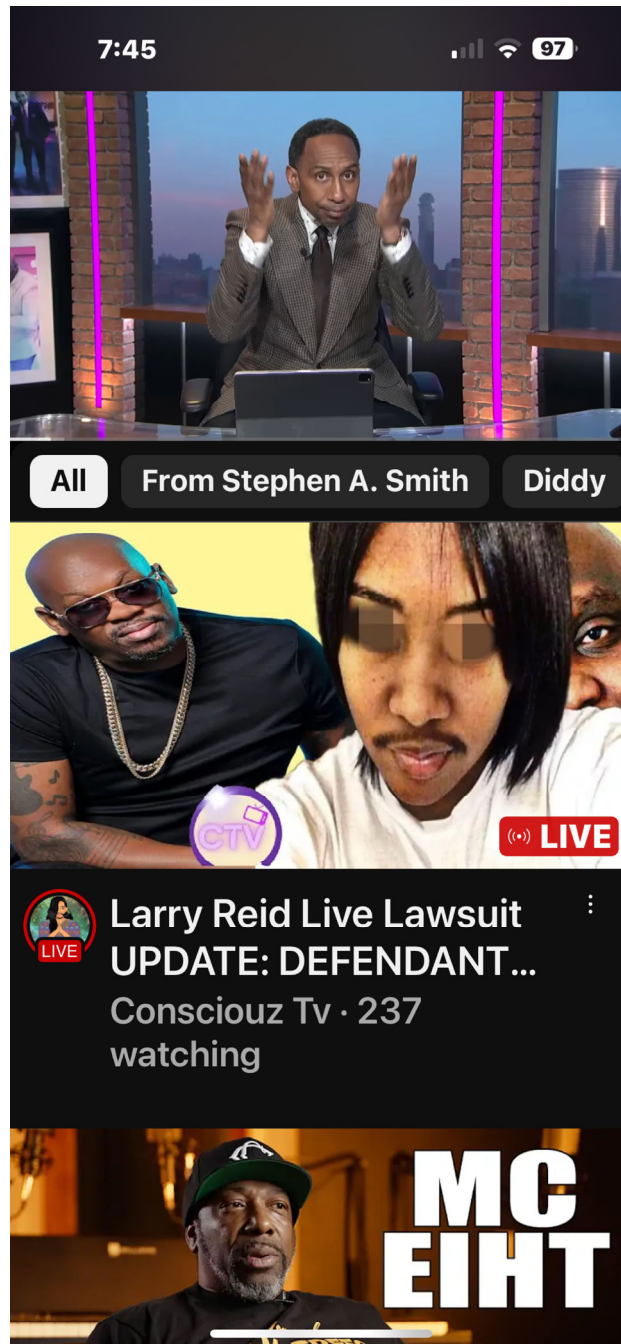 7:45
97
All
From Stephen A. Smith
Diddy
CTV
LIVE
Larry Reid Live Lawsuit
UPDATE: DEFENDANT...
LIVE
Consciouz Tv · 237
watching
MC
EIHT